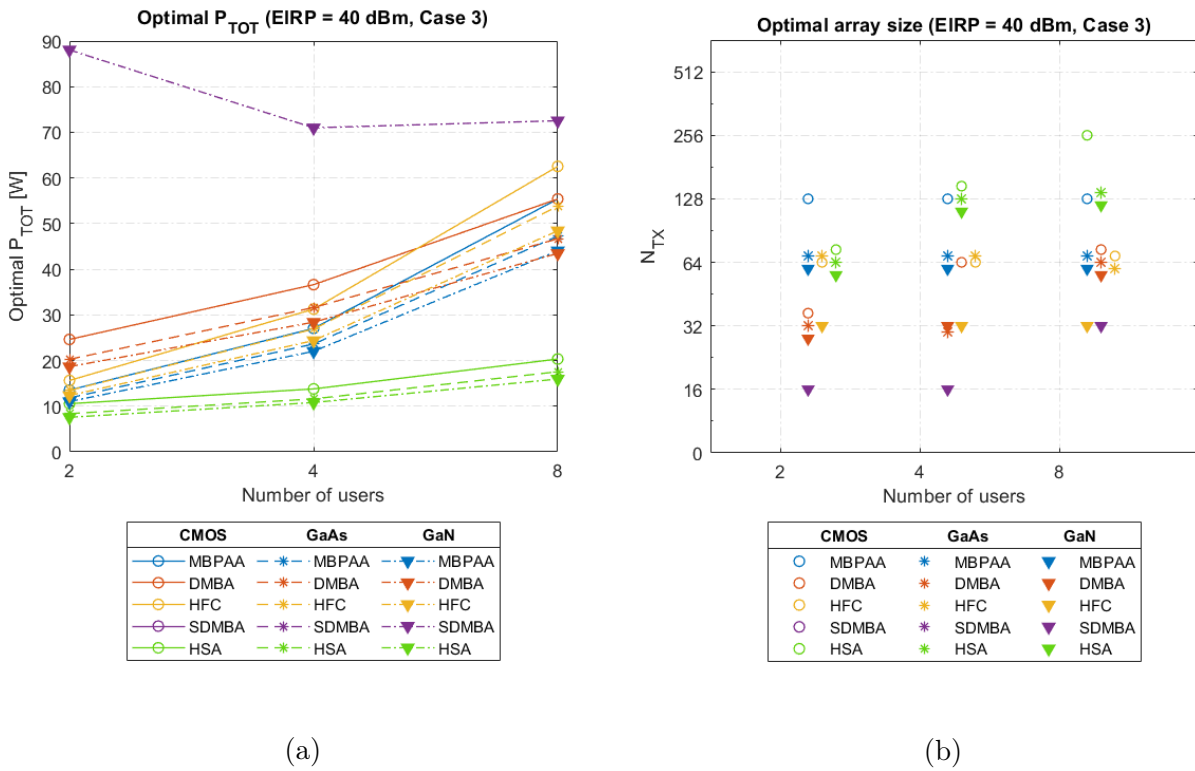 Optimal P_TOT (EIRP = 40 dBm, Case 3)
90
80
70
60
50
40
30
20
10
0
Optimal P_TOT [W]
2
4
8
Number of users
CMOS GaAs GaN
MBPAA MBPAA MBPAA
DMBA DMBA DMBA
HFC HFC HFC
SDMBA SDMBA SDMBA
HSA HSA HSA
(a)
Optimal array size (EIRP = 40 dBm, Case 3)
512
256
128
64
32
16
0
N_TX
2
4
8
Number of users
CMOS GaAs GaN
MBPAA MBPAA MBPAA
DMBA DMBA DMBA
HFC HFC HFC
SDMBA SDMBA SDMBA
HSA HSA HSA
(b)